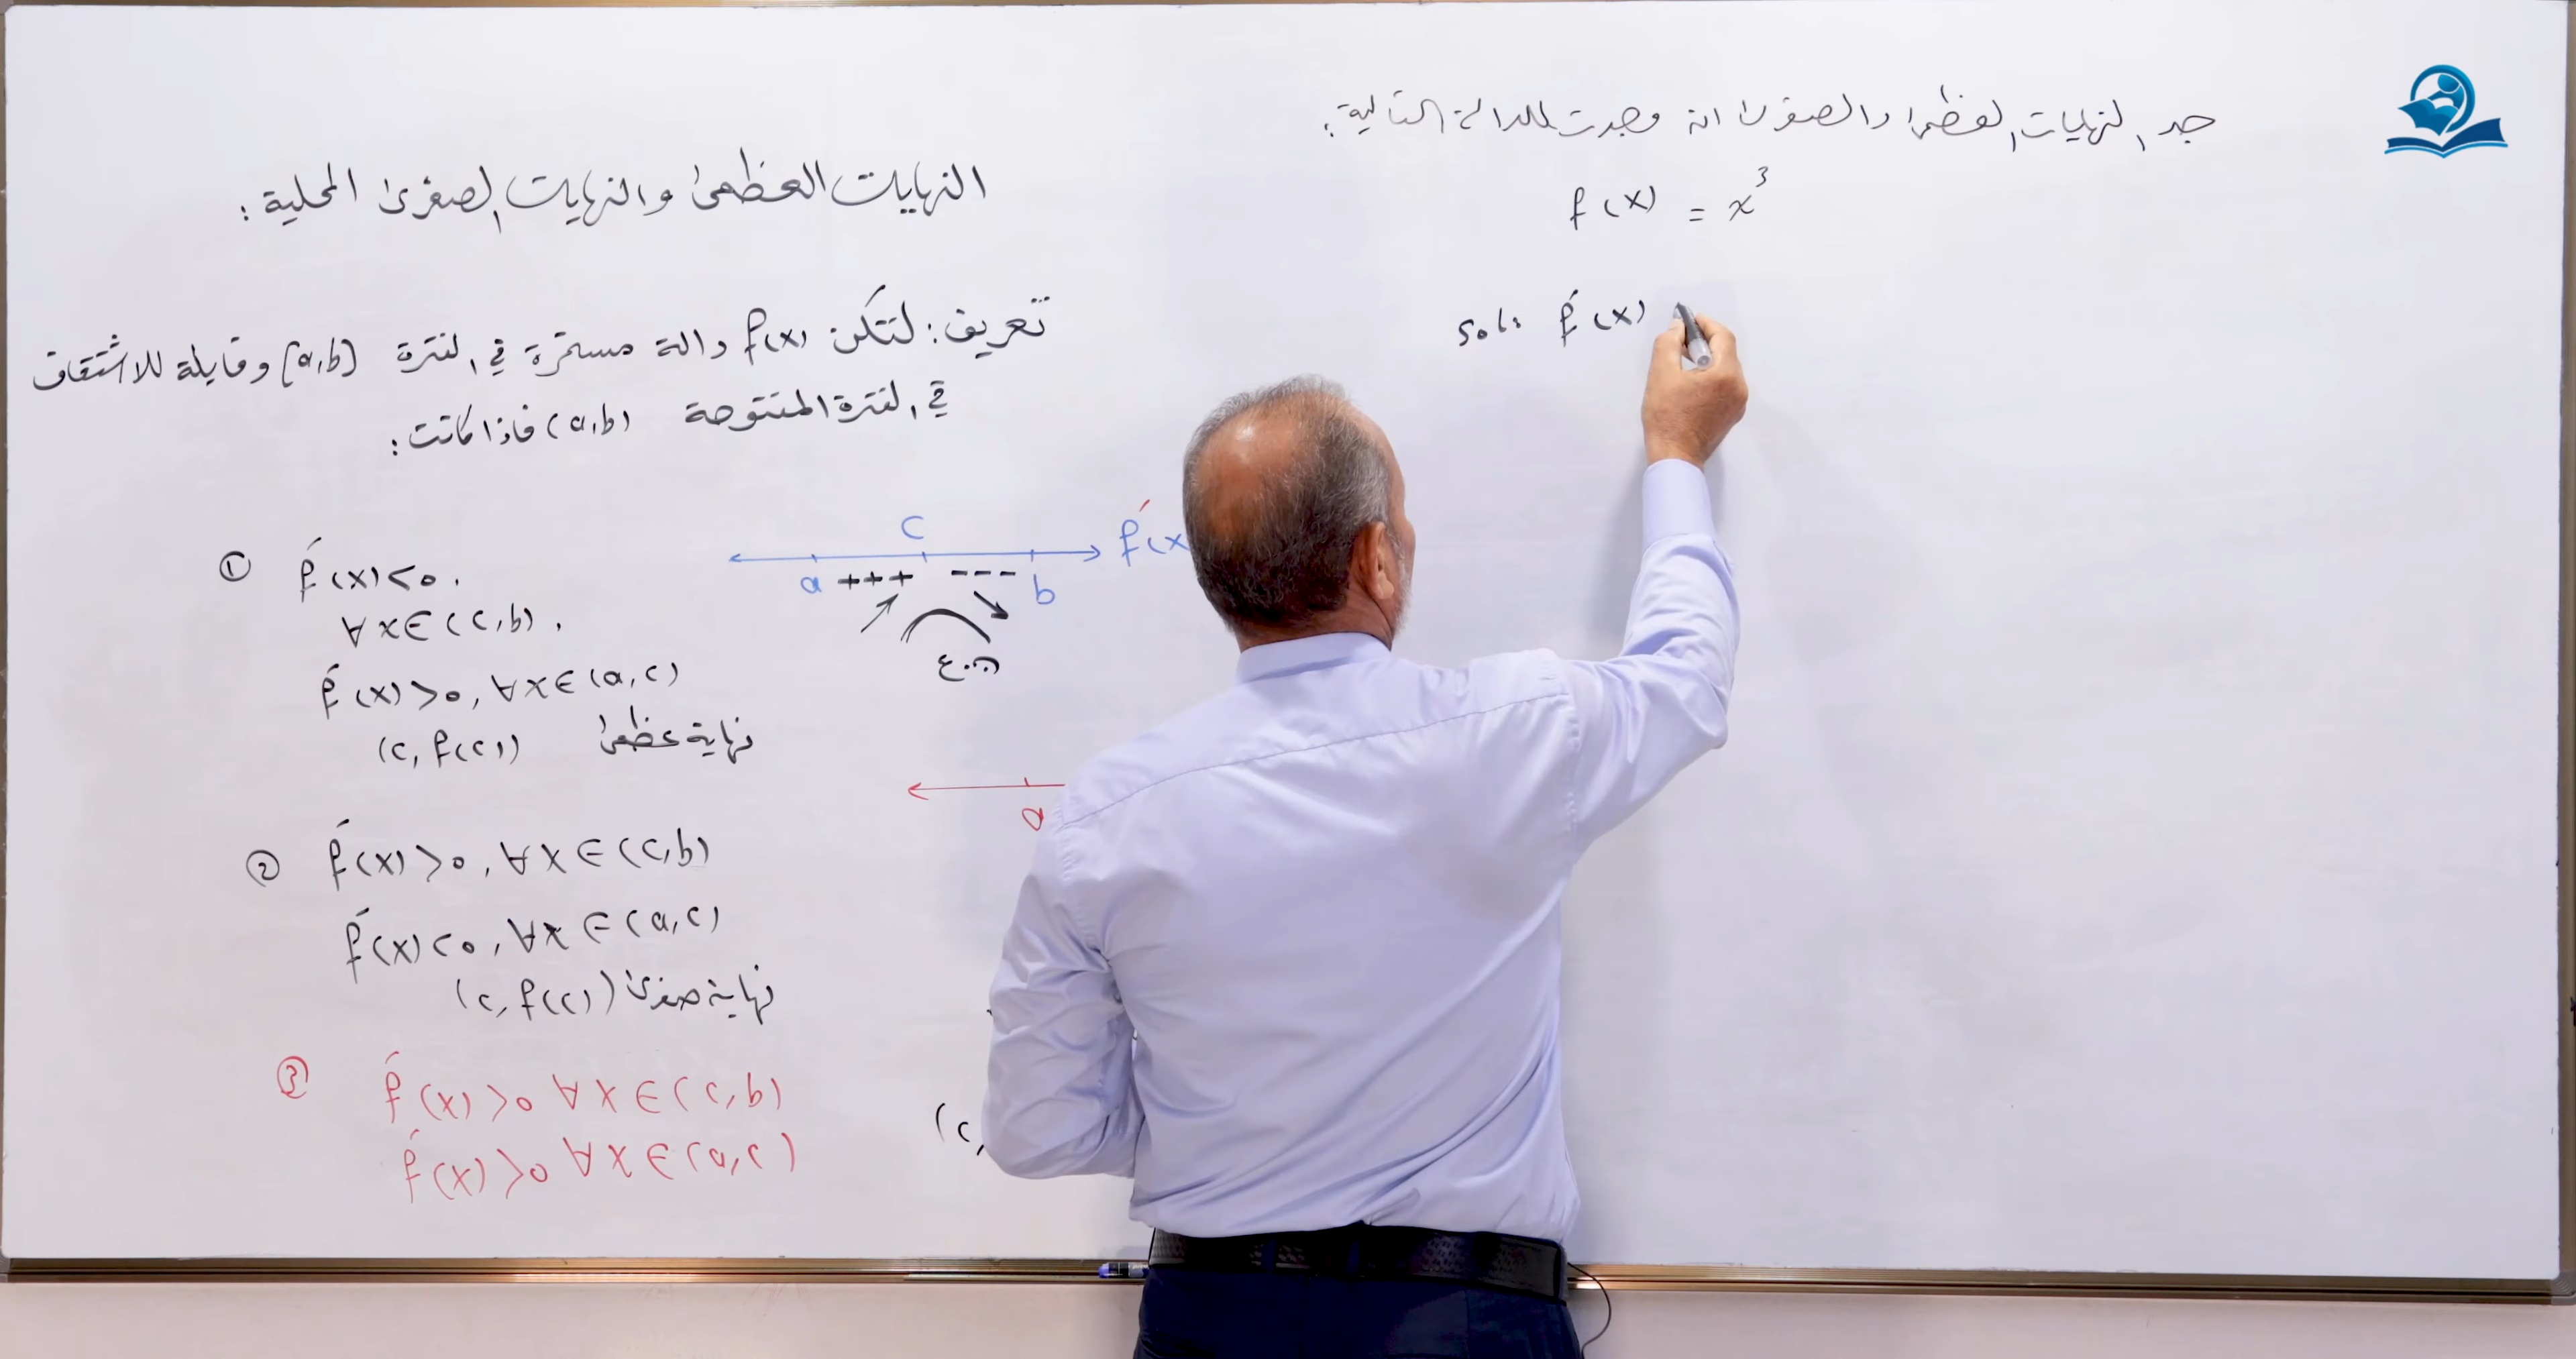 النهايات العظمى والنهايات الصغرى المحلية :
تعريف : لتكن f(x) دالة مستمرة في الفترة [a,b] وقابلة للاشتقاق
في الفترة المفتوحة (a,b) فاذا كانت :
① f́(x)<0 .
∀x∈(c,b) .
f́(x)>0, ∀x∈(a,c)
(c, f(c)) نهاية عظمى
② f́(x)>0, ∀x∈(c,b)
f́(x)<0, ∀x∈(a,c)
(c, f(c)) نهاية صغرى
③ f́(x)>0 ∀x∈(c,b)
f́(x)>0 ∀x∈(a,c)
c
f́(x
a +++ --- b
a
(c,
جد النهايات العظمى والصغرى ان وجدت للدالة التالية :
f(x) = x³
sol: f́(x)